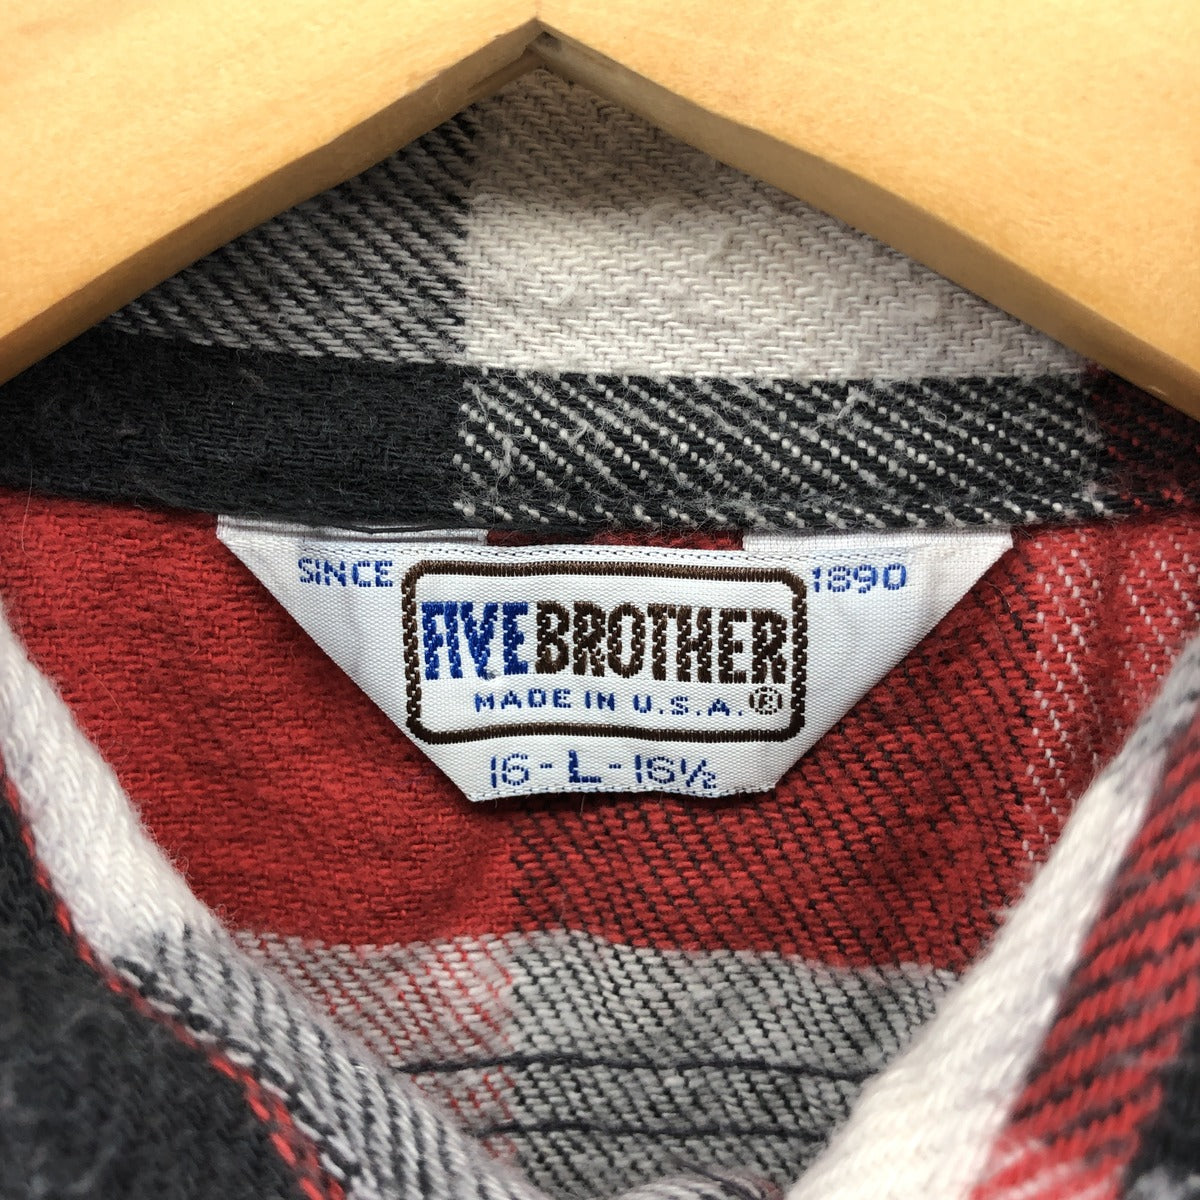 SINCE 1890
FIVE BROTHER
MADE IN U.S.A.®
16-L-16½